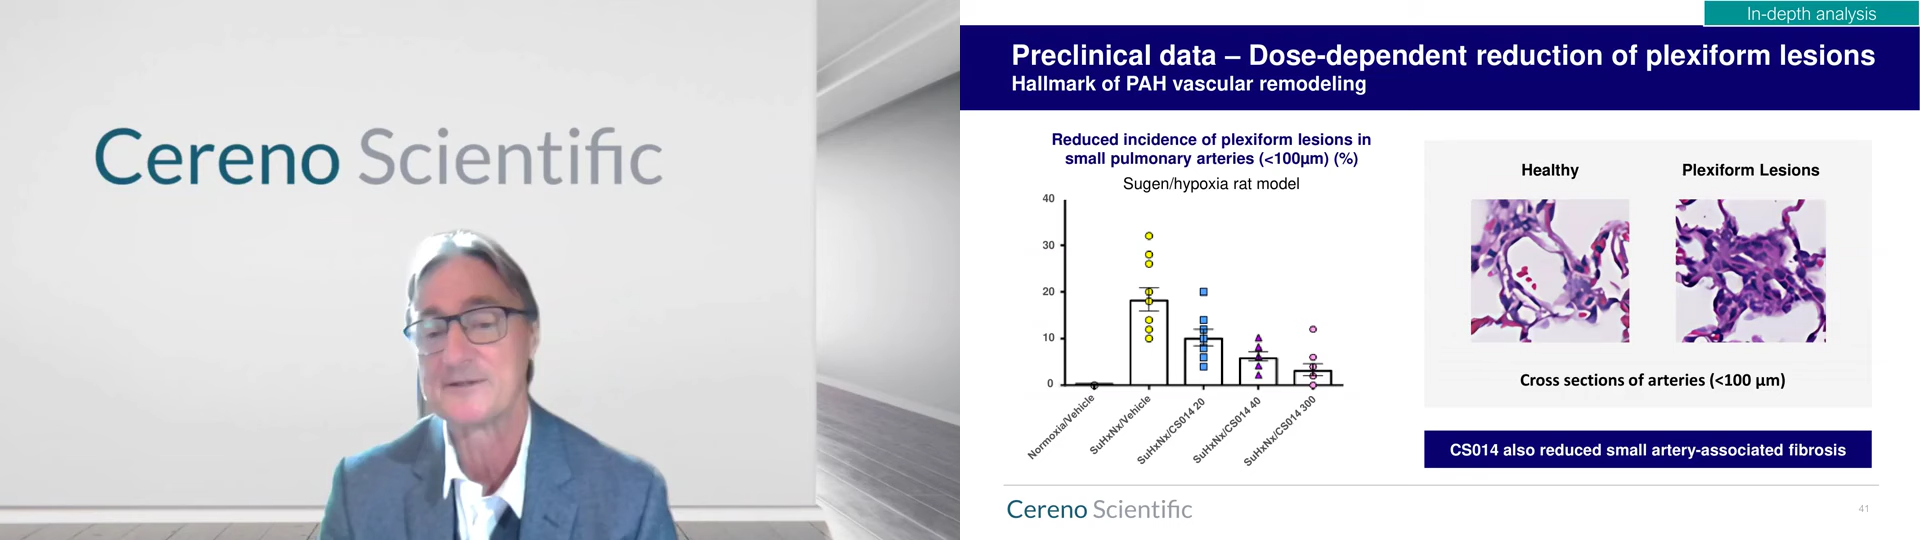 Cereno Scientific
In-depth analysis
Preclinical data – Dose-dependent reduction of plexiform lesions
Hallmark of PAH vascular remodeling
Reduced incidence of plexiform lesions in
small pulmonary arteries (<100µm) (%)
Sugen/hypoxia rat model
40
30
20
10
0
Normoxia/Vehicle
SuHxNx/Vehicle
SuHxNx/CS014 20
SuHxNx/CS014 40
SuHxNx/CS014 300
Healthy
Plexiform Lesions
Cross sections of arteries (<100 µm)
CS014 also reduced small artery-associated fibrosis
Cereno Scientific
41